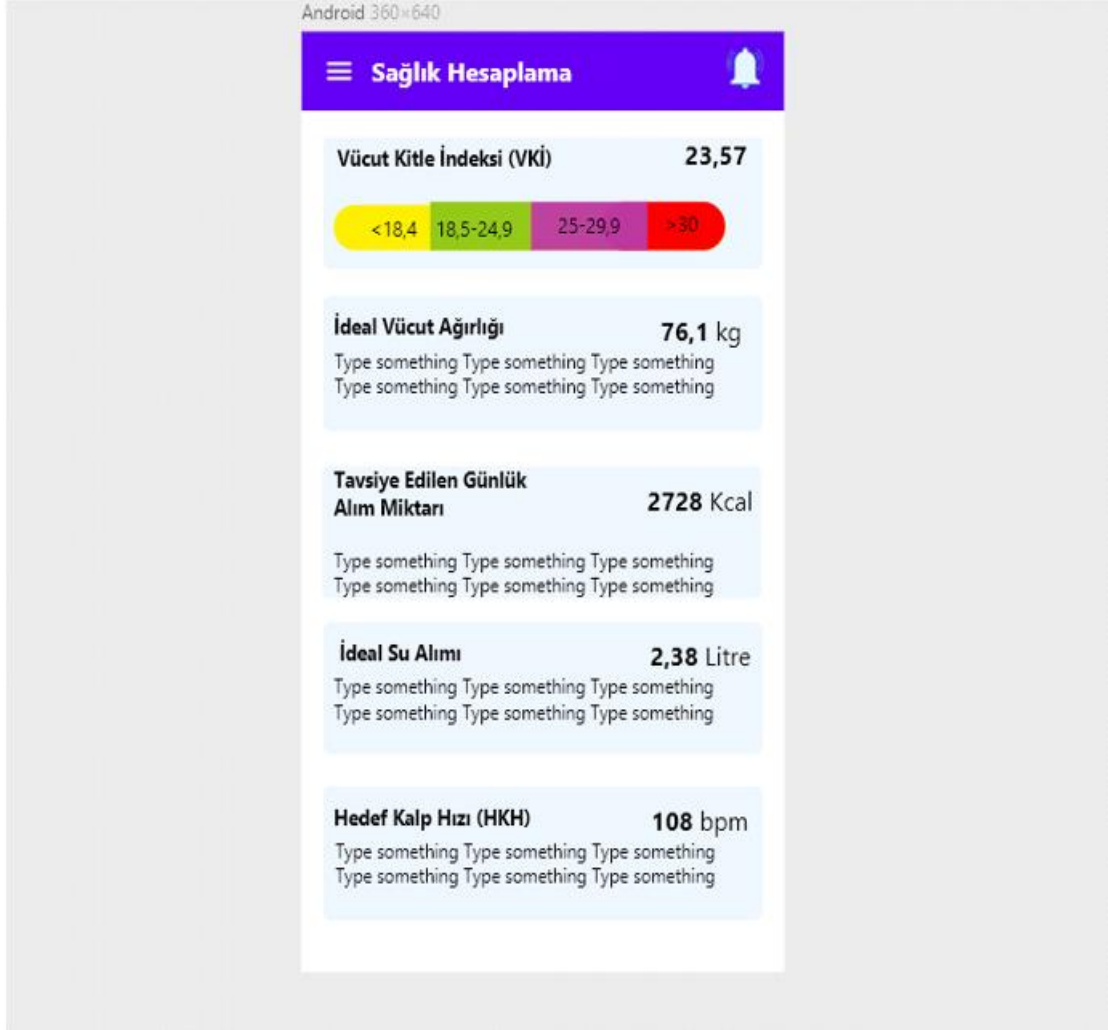 Android 360×640
Sağlık Hesaplama
Vücut Kitle İndeksi (VKİ) 23,57
<18,4 18,5-24,9 25-29,9 >30
İdeal Vücut Ağırlığı 76,1 kg
Type something Type something Type something
Type something Type something Type something
Tavsiye Edilen Günlük
Alım Miktarı 2728 Kcal
Type something Type something Type something
Type something Type something Type something
İdeal Su Alımı 2,38 Litre
Type something Type something Type something
Type something Type something Type something
Hedef Kalp Hızı (HKH) 108 bpm
Type something Type something Type something
Type something Type something Type something